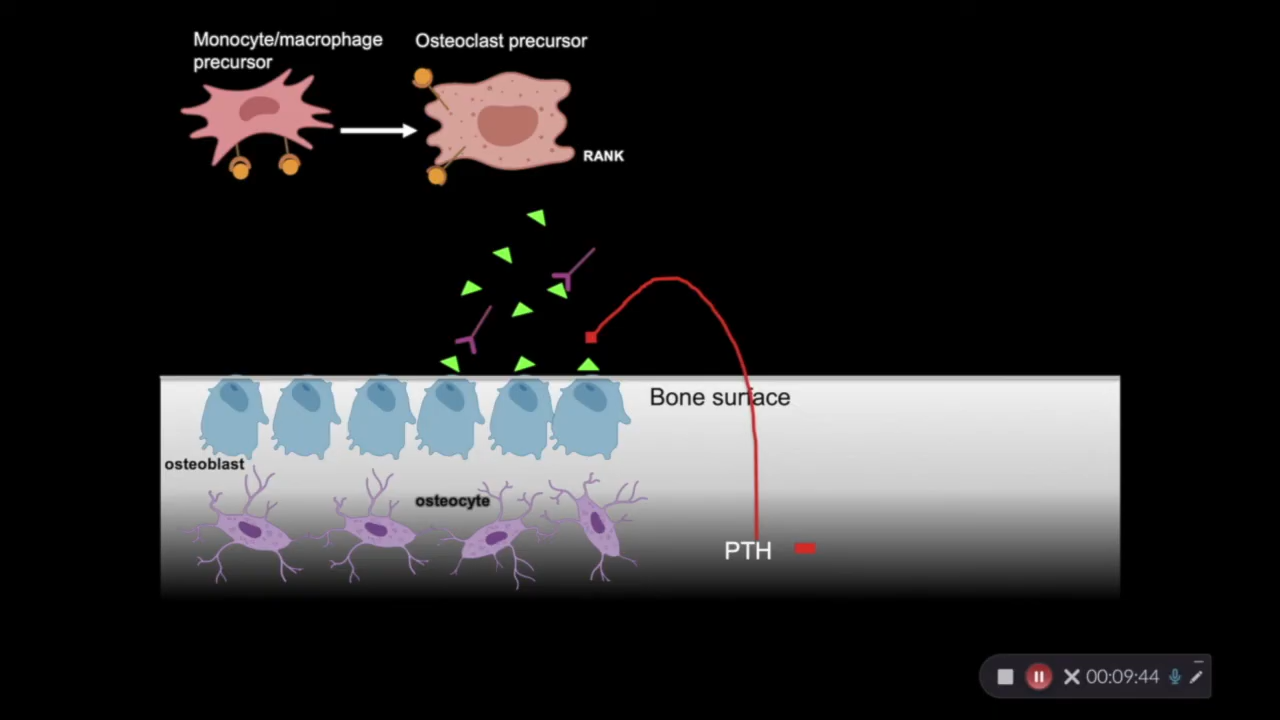 Monocyte/macrophage
precursor
Osteoclast precursor
RANK
Bone surface
osteoblast
osteocyte
PTH
00:09:44